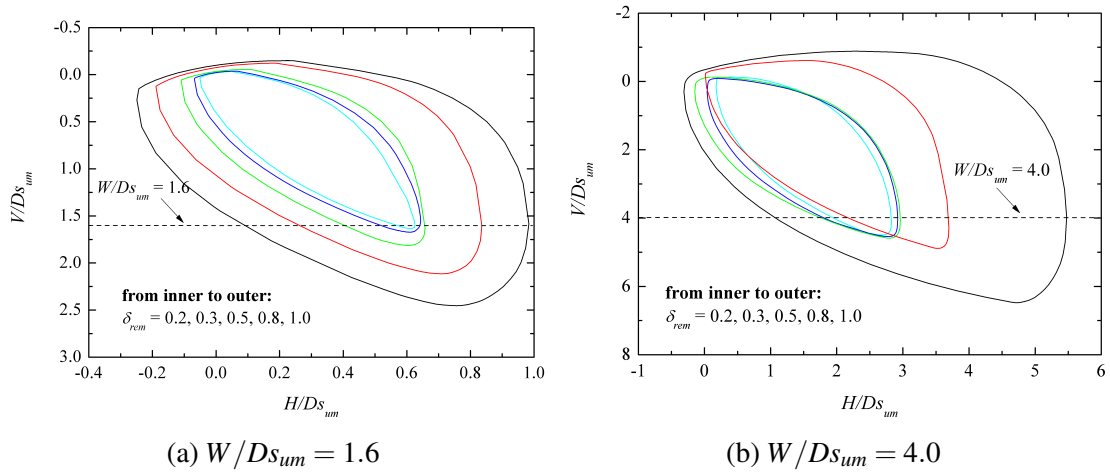 -0.5
0.0
0.5
1.0
1.5
2.0
2.5
3.0
V/Ds_um
W/Ds_um = 1.6
from inner to outer:
δ_rem = 0.2, 0.3, 0.5, 0.8, 1.0
-0.4 -0.2 0.0 0.2 0.4 0.6 0.8 1.0
H/Ds_um
(a) W/Ds_um = 1.6
-2
0
2
4
6
8
V/Ds_um
W/Ds_um = 4.0
from inner to outer:
δ_rem = 0.2, 0.3, 0.5, 0.8, 1.0
-1 0 1 2 3 4 5 6
H/Ds_um
(b) W/Ds_um = 4.0